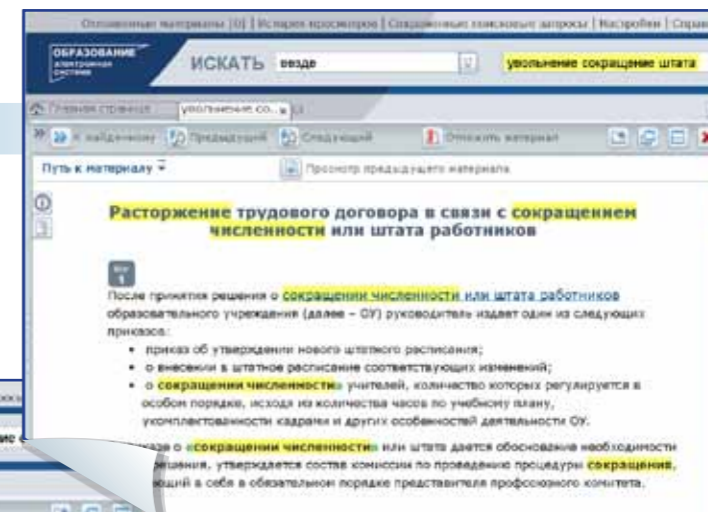 Отложенные материалы [0] | История просмотров | Сохраненные поисковые запросы | Настройки | Справ
ОБРАЗОВАНИЕ
электронная
система
ИСКАТЬ везде увольнение сокращение штата
Главная страница увольнение со...
К найденному Предыдущий Следующий Отложить материал
Путь к материалу Просмотр предыдущего материала
Расторжение трудового договора в связи с сокращением
численности или штата работников
Шаг
1
После принятия решения о сокращении численности или штата работников
образовательного учреждения (далее – ОУ) руководитель издает один из следующих
приказов:
• приказ об утверждении нового штатного расписания;
• о внесении в штатное расписание соответствующих изменений;
• о сокращении численности учителей, количество которых регулируется в
особом порядке, исходя из количества часов по учебному плану,
укомплектованности кадрами и других особенностей деятельности ОУ.
о «сокращении численности» или штата дается обоснование необходимости
решения, утверждается состав комиссии по проведению процедуры сокращения,
в себя в обязательном порядке представителя профсоюзного комитета.